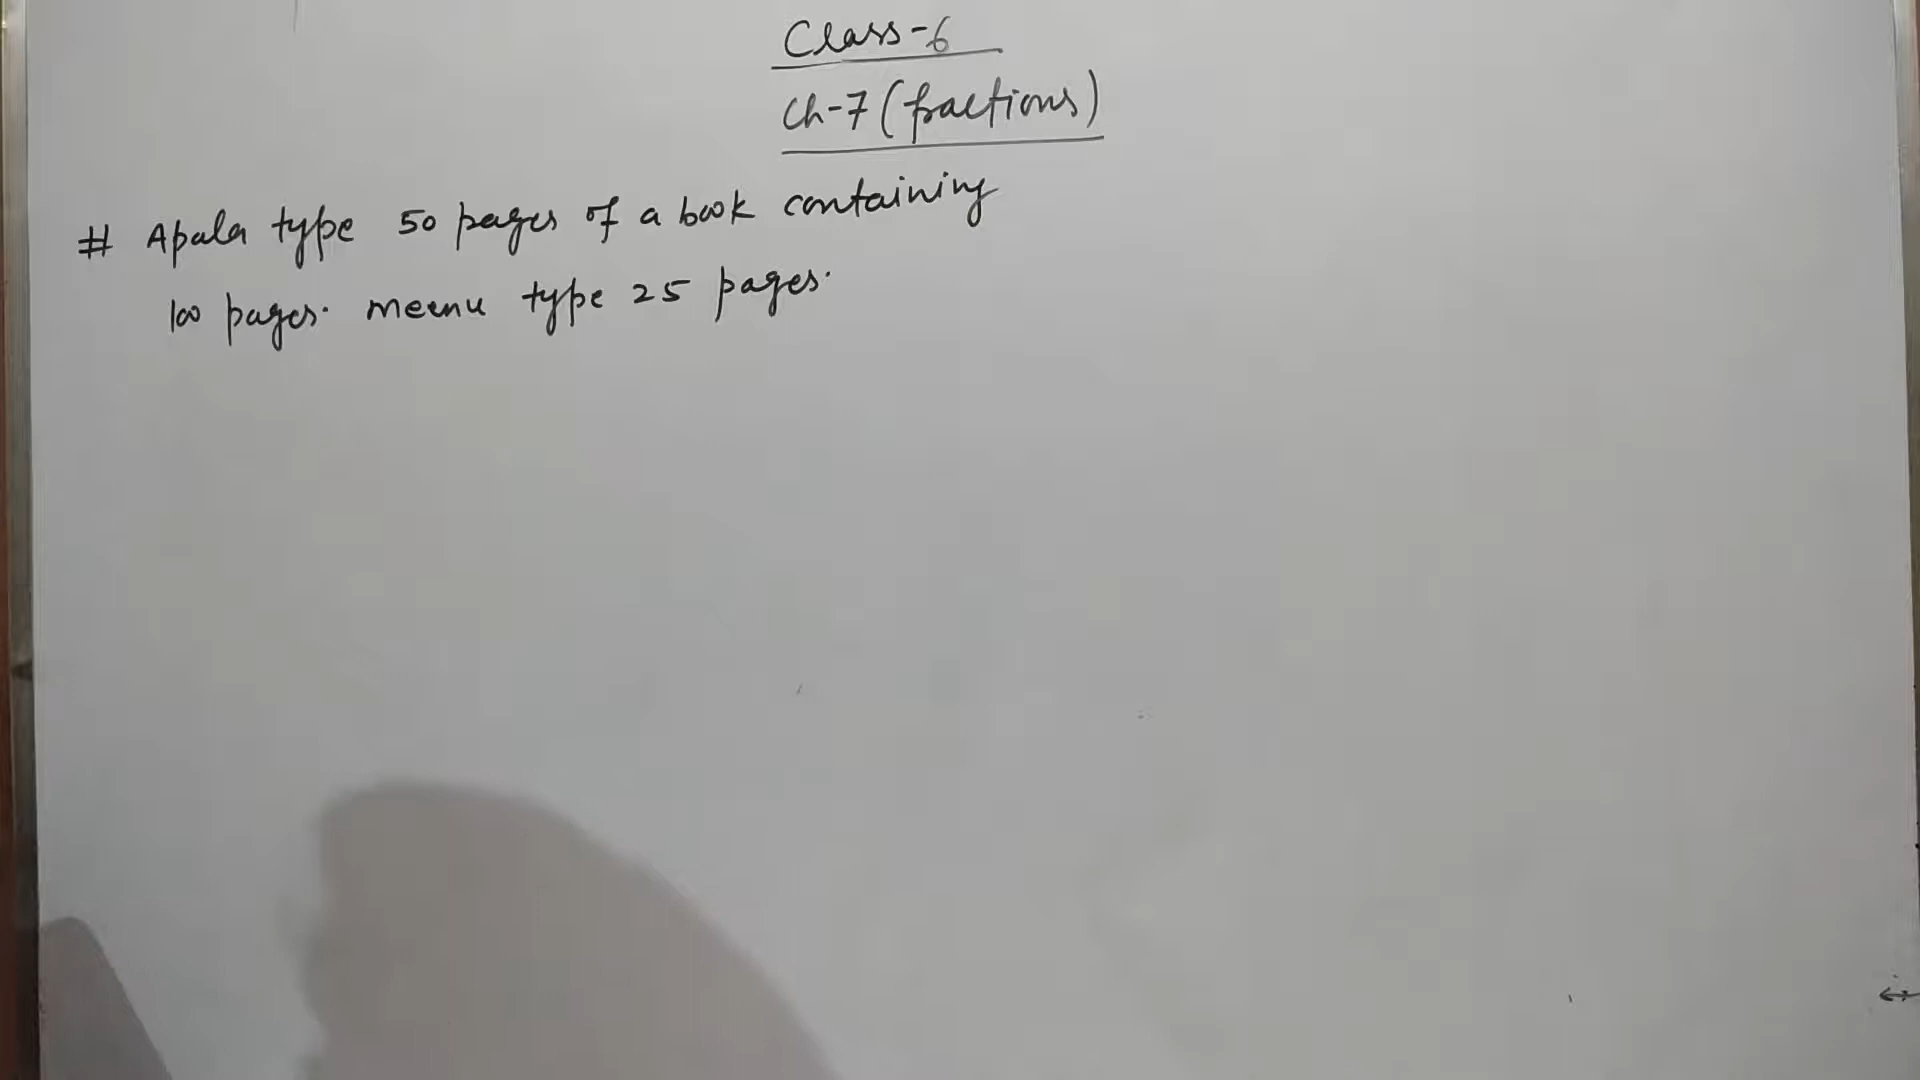 Class-6
Ch-7 (fractions)
# Apala type 50 pages of a book containing
100 pages. meenu type 25 pages.